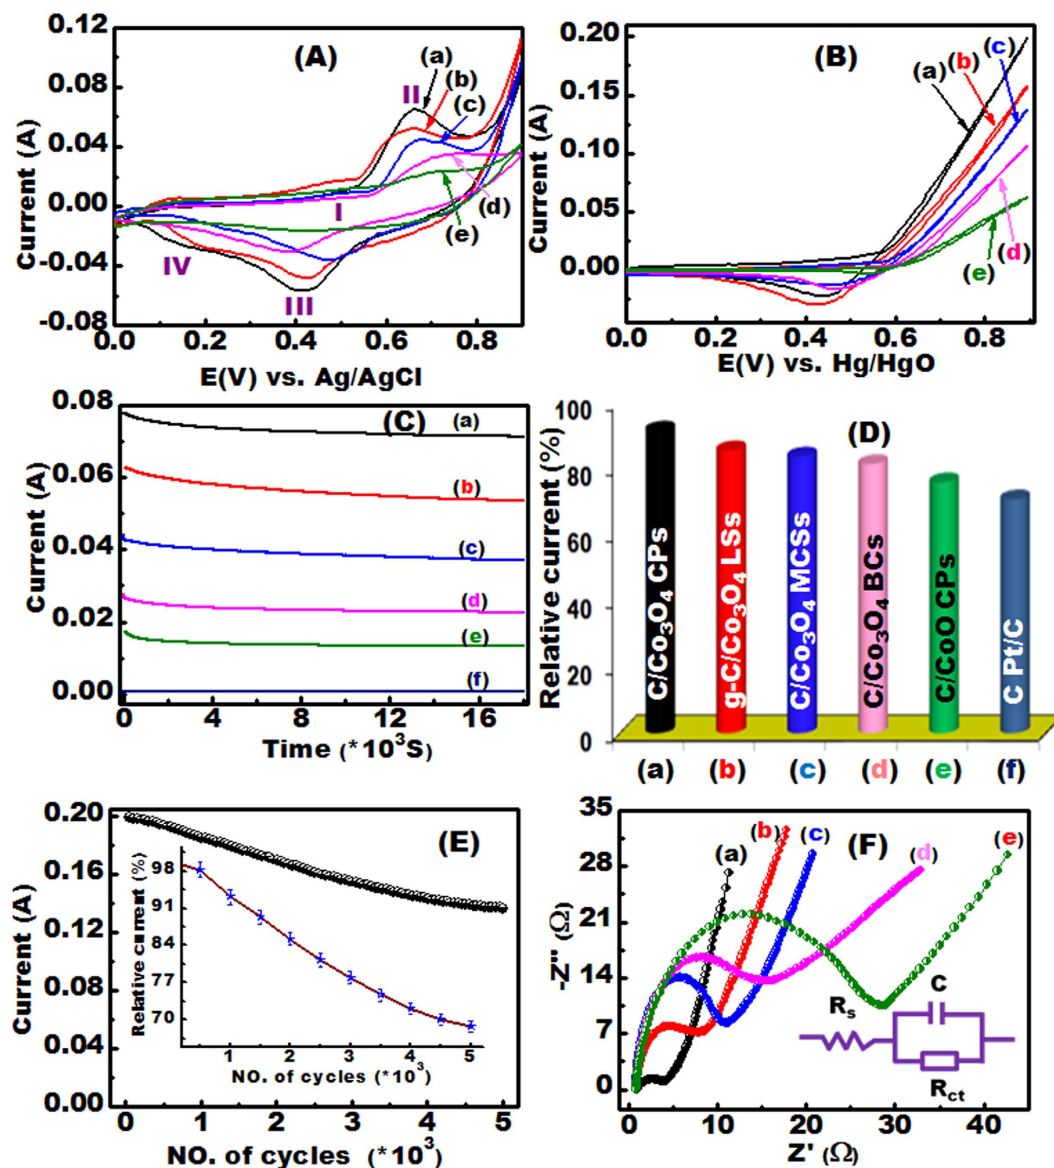 (A)
(a)
(b)
(c)
(d)
(e)
I
II
III
IV
Current (A)
0.12
0.08
0.04
0.00
-0.04
-0.08
0.0 0.2 0.4 0.6 0.8
E(V) vs. Ag/AgCl
(B)
(a)
(b)
(c)
(d)
(e)
Current (A)
0.20
0.15
0.10
0.05
0.00
0.0 0.2 0.4 0.6 0.8
E(V) vs. Hg/HgO
(C)
(a)
(b)
(c)
(d)
(e)
(f)
Current (A)
0.08
0.06
0.04
0.02
0.00
0 4 8 12 16
Time (*10³S)
(D)
Relative current (%)
100
80
60
40
20
0
C/Co₃O₄ CPs
g-C/Co₃O₄ LSs
C/Co₃O₄ MCSs
C/Co₃O₄ BCs
C/CoO CPs
C Pt/C
(a) (b) (c) (d) (e) (f)
(E)
Current (A)
0.20
0.16
0.12
0.08
0.04
0.00
0 1 2 3 4 5
NO. of cycles (*10³)
Relative current (%)
98
91
84
77
70
1 2 3 4 5
NO. of cycles (*10³)
(F)
(a)
(b)
(c)
(d)
(e)
-Z'' (Ω)
35
28
21
14
7
0
0 10 20 30 40
Z' (Ω)
Rs
C
Rct